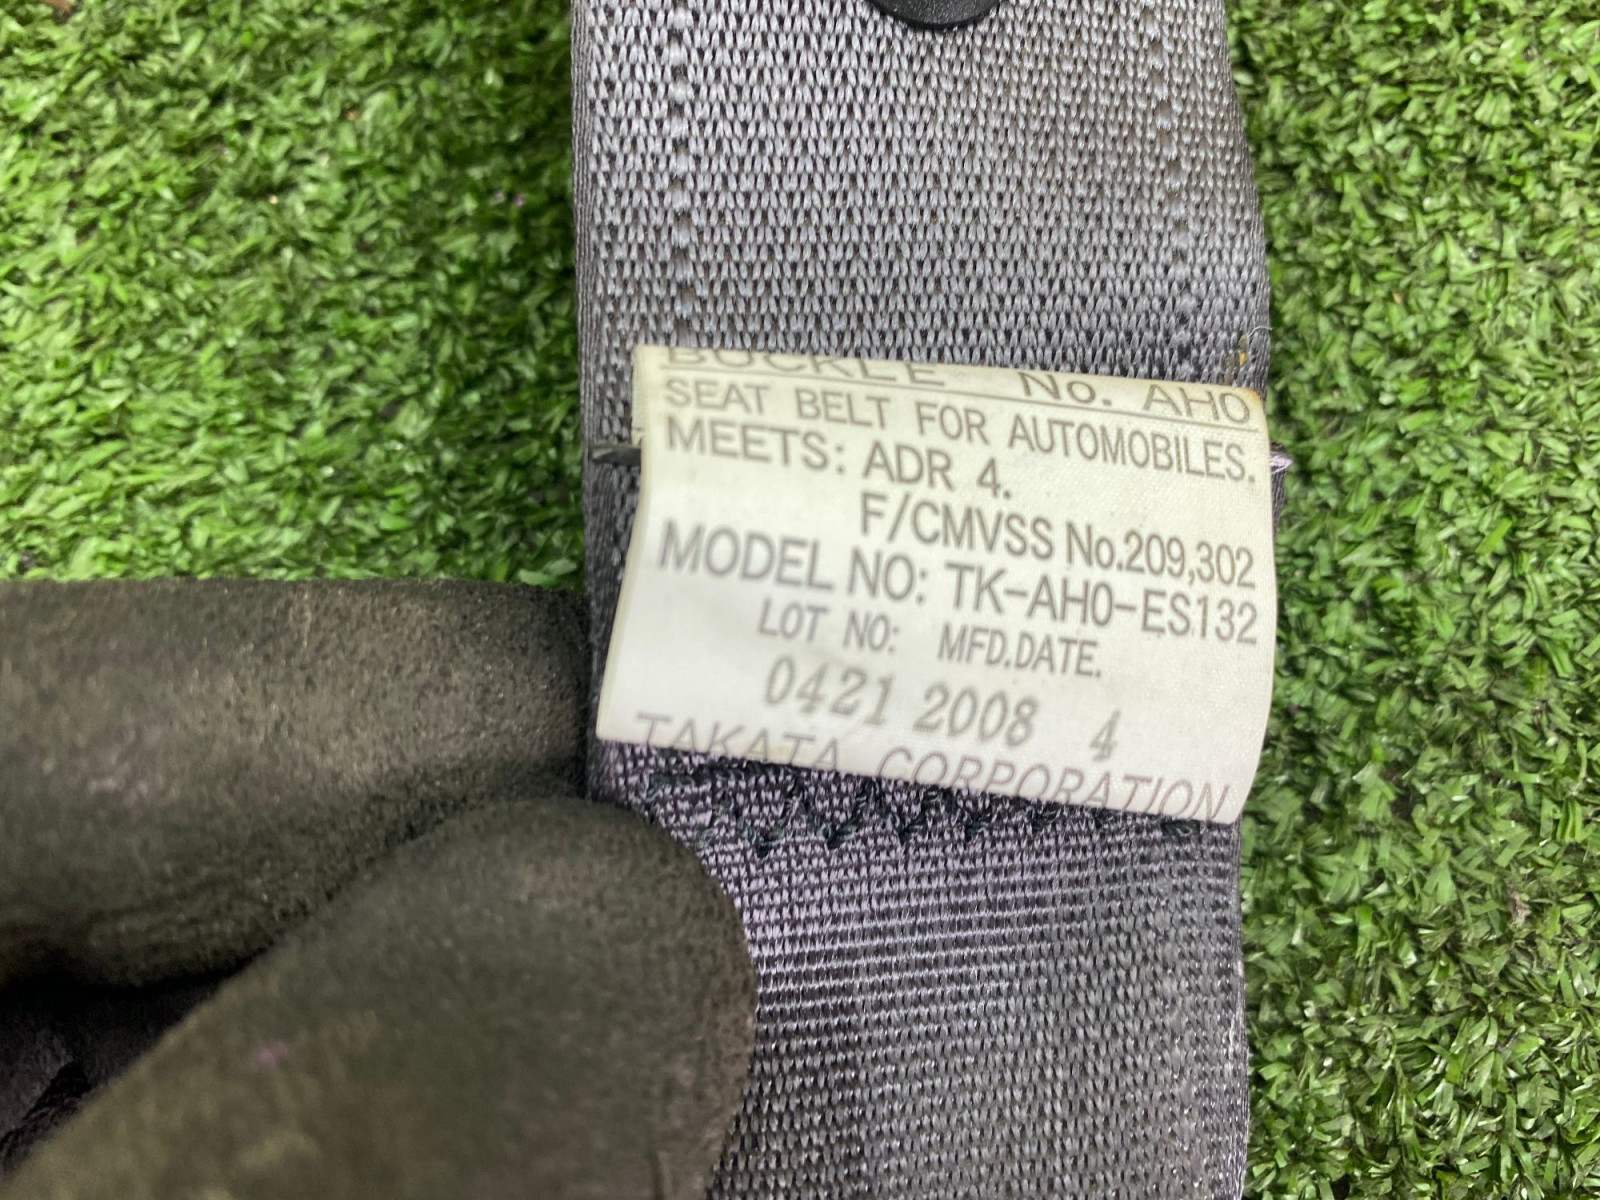 BUCKLE No. AH0
SEAT BELT FOR AUTOMOBILES.
MEETS: ADR 4.
F/CMVSS No.209,302
MODEL NO: TK-AH0-ES132
LOT NO: MFD.DATE.
0421 2008 4
TAKATA CORPORATION